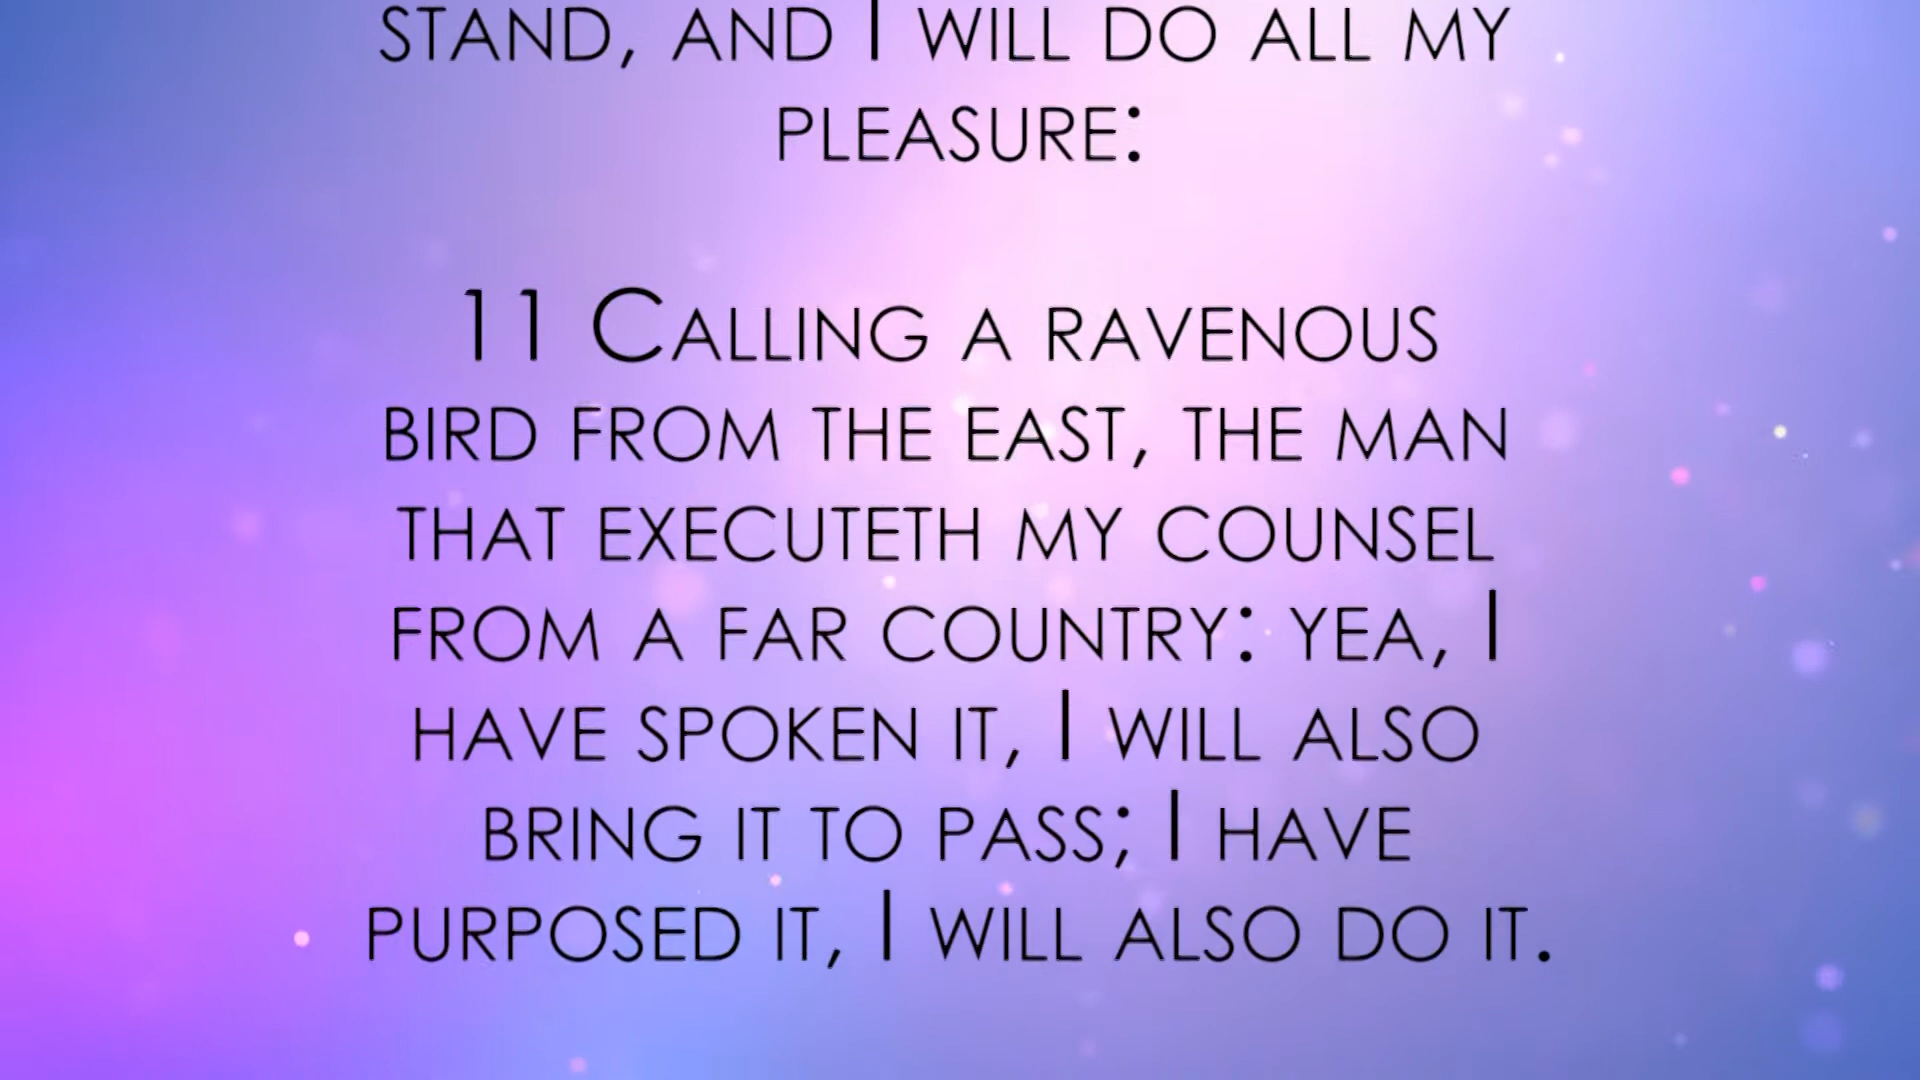 STAND, AND I WILL DO ALL MY
PLEASURE:
11 CALLING A RAVENOUS
BIRD FROM THE EAST, THE MAN
THAT EXECUTETH MY COUNSEL
FROM A FAR COUNTRY: YEA, I
HAVE SPOKEN IT, I WILL ALSO
BRING IT TO PASS; I HAVE
PURPOSED IT, I WILL ALSO DO IT.